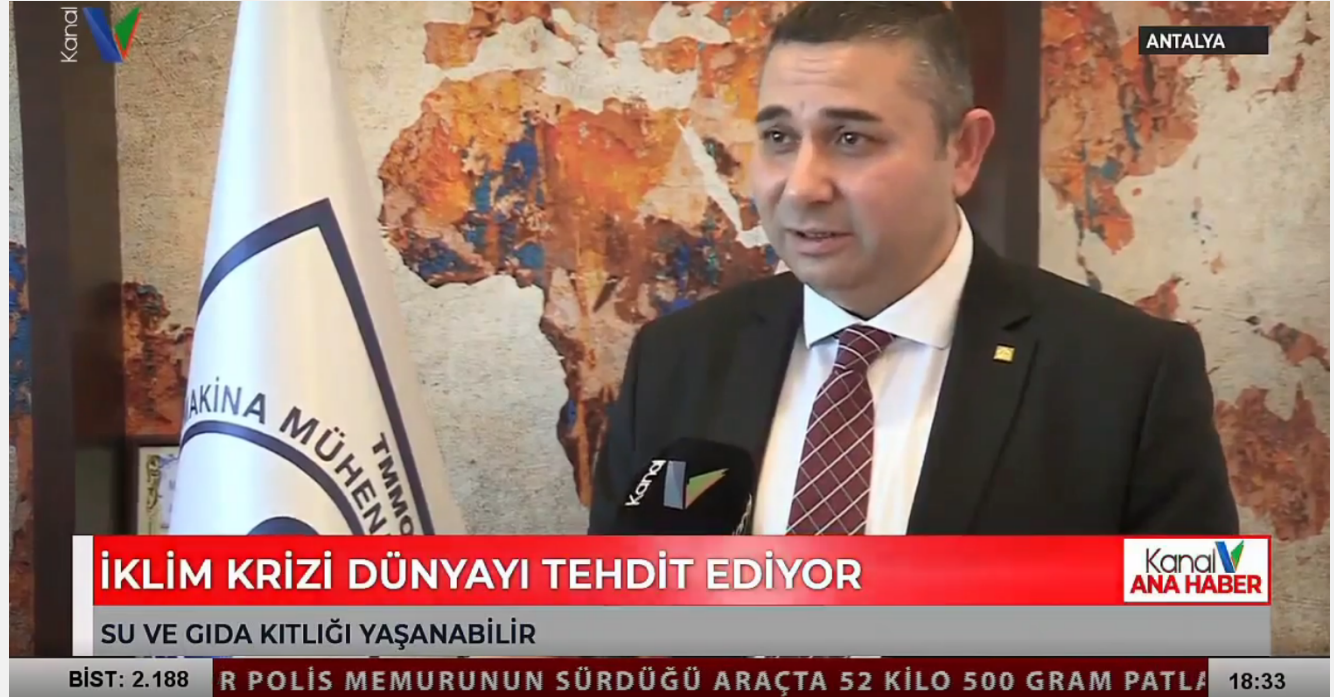 Kanal
ANTALYA
MAKİNA MÜHEN
TMMO
Kanal
İKLİM KRİZİ DÜNYAYI TEHDİT EDİYOR
Kanal V
ANA HABER
SU VE GIDA KITLIĞI YAŞANABİLİR
BİST: 2.188
R POLİS MEMURUNUN SÜRDÜĞÜ ARAÇTA 52 KİLO 500 GRAM PATLA
18:33